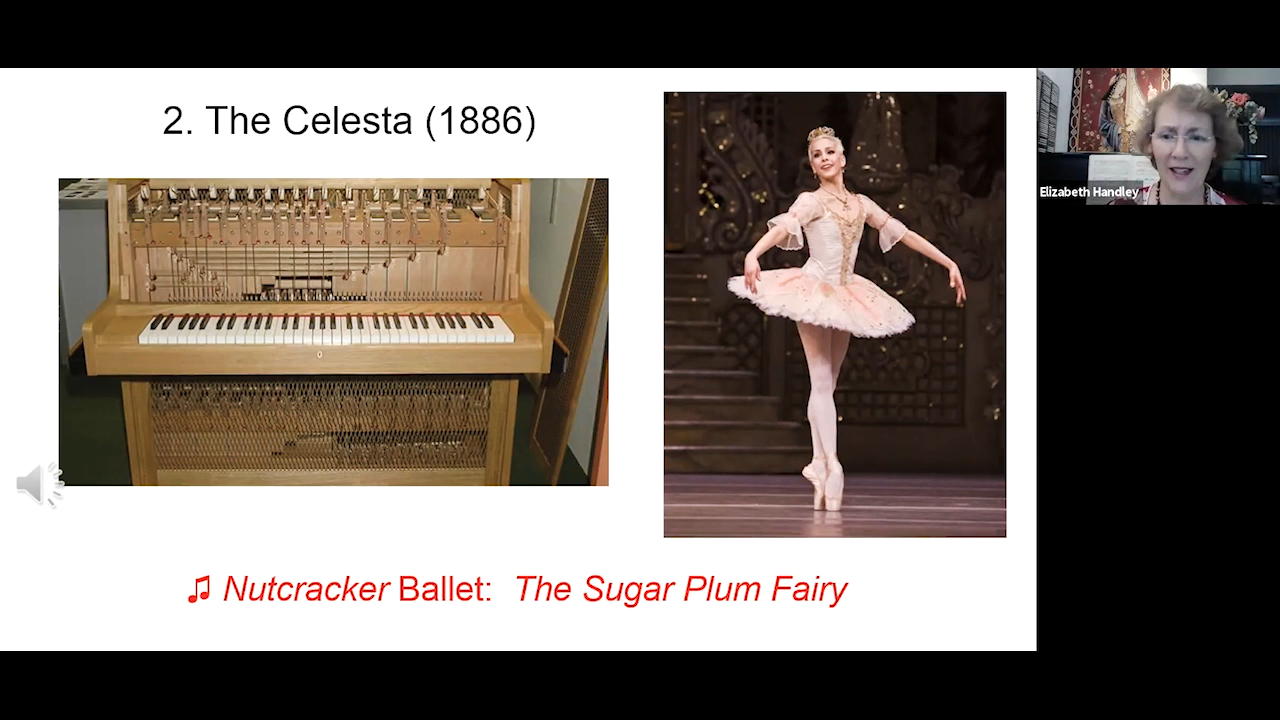 2. The Celesta (1886)
Elizabeth Handley
♫ Nutcracker Ballet: The Sugar Plum Fairy